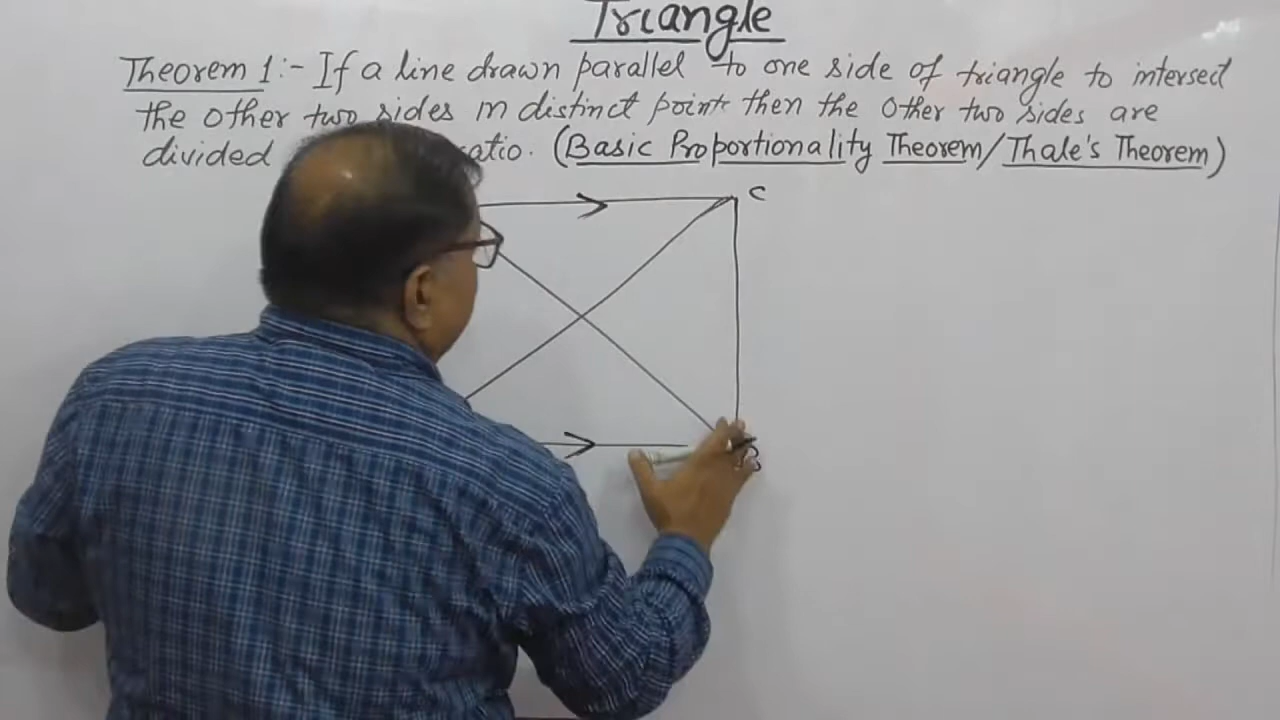 Triangle
Theorem 1:- If a line drawn parallel to one side of triangle to intersect
the other two sides in distinct points then the other two sides are
divided atio. (Basic Proportionality Theorem/Thale's Theorem)
C
B